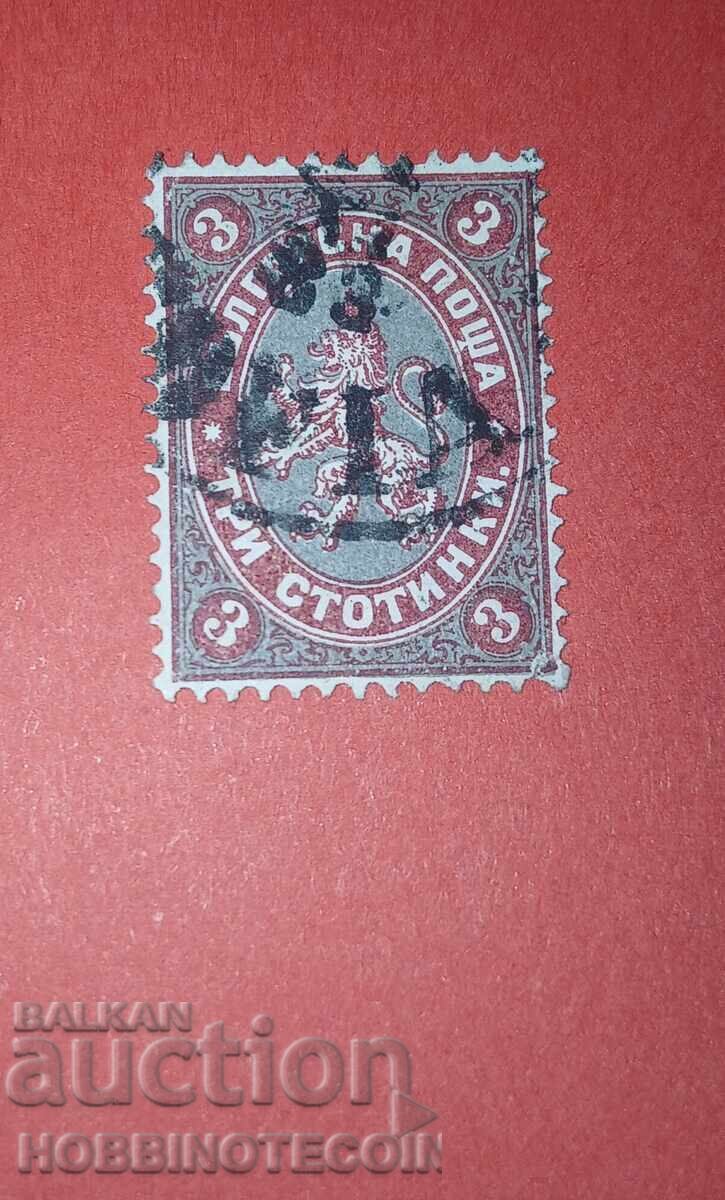 3 3
ПОЩА
ТРИ СТОТИНКИ.
3 3
BALKAN
auction
HOBBINOTECOIN